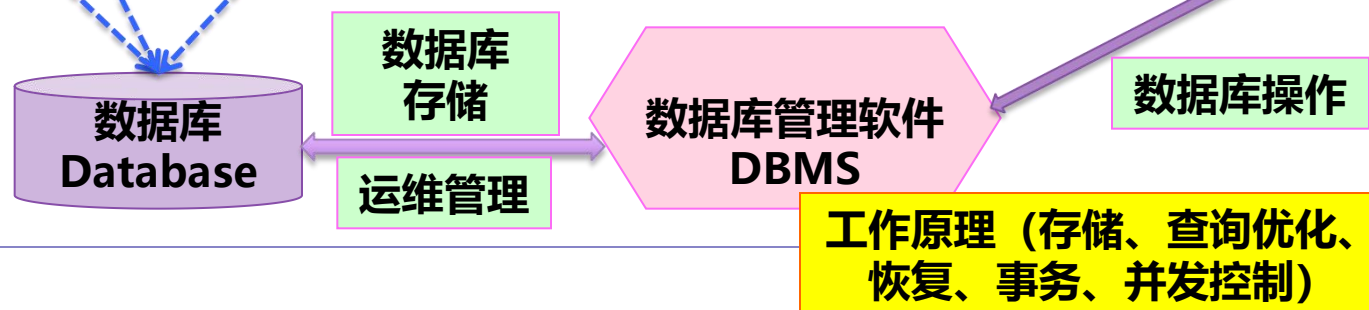 数据库
存储
数据库
Database
运维管理
数据库管理软件
DBMS
数据库操作
工作原理（存储、查询优化、
恢复、事务、并发控制）